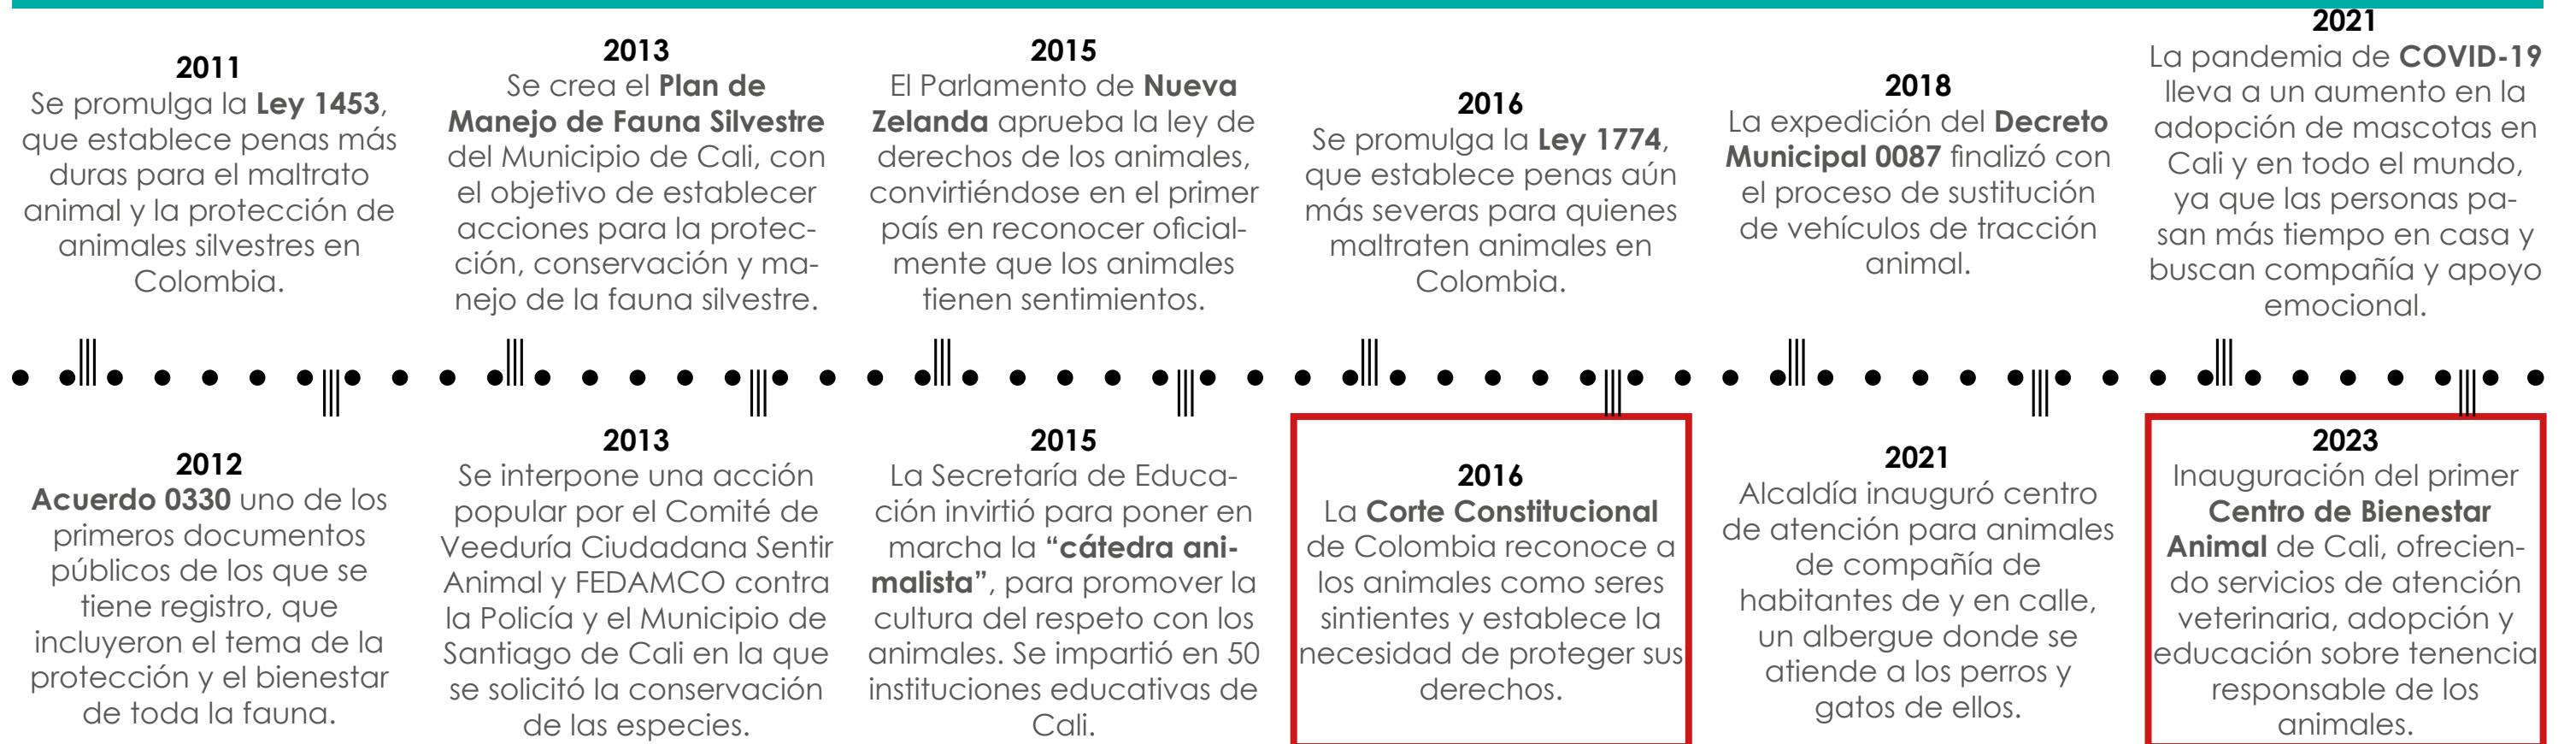 2011
Se promulga la Ley 1453,
que establece penas más
duras para el maltrato
animal y la protección de
animales silvestres en
Colombia.
2013
Se crea el Plan de
Manejo de Fauna Silvestre
del Municipio de Cali, con
el objetivo de establecer
acciones para la protec-
ción, conservación y ma-
nejo de la fauna silvestre.
2015
El Parlamento de Nueva
Zelanda aprueba la ley de
derechos de los animales,
convirtiéndose en el primer
país en reconocer oficial-
mente que los animales
tienen sentimientos.
2016
Se promulga la Ley 1774,
que establece penas aún
más severas para quienes
maltraten animales en
Colombia.
2018
La expedición del Decreto
Municipal 0087 finalizó con
el proceso de sustitución
de vehículos de tracción
animal.
2021
La pandemia de COVID-19
lleva a un aumento en la
adopción de mascotas en
Cali y en todo el mundo,
ya que las personas pa-
san más tiempo en casa y
buscan compañía y apoyo
emocional.
2012
Acuerdo 0330 uno de los
primeros documentos
públicos de los que se
tiene registro, que
incluyeron el tema de la
protección y el bienestar
de toda la fauna.
2013
Se interpone una acción
popular por el Comité de
Veeduría Ciudadana Sentir
Animal y FEDAMCO contra
la Policía y el Municipio de
Santiago de Cali en la que
se solicitó la conservación
de las especies.
2015
La Secretaría de Educa-
ción invirtió para poner en
marcha la “cátedra ani-
malista”, para promover la
cultura del respeto con los
animales. Se impartió en 50
instituciones educativas de
Cali.
2016
La Corte Constitucional
de Colombia reconoce a
los animales como seres
sintientes y establece la
necesidad de proteger sus
derechos.
2021
Alcaldía inauguró centro
de atención para animales
de compañía de
habitantes de y en calle,
un albergue donde se
atiende a los perros y
gatos de ellos.
2023
Inauguración del primer
Centro de Bienestar
Animal de Cali, ofrecien-
do servicios de atención
veterinaria, adopción y
educación sobre tenencia
responsable de los
animales.